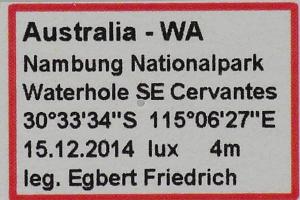 Australia - WA
Nambung Nationalpark
Waterhole SE Cervantes
30°33'34"S 115°06'27"E
15.12.2014 lux 4m
leg. Egbert Friedrich